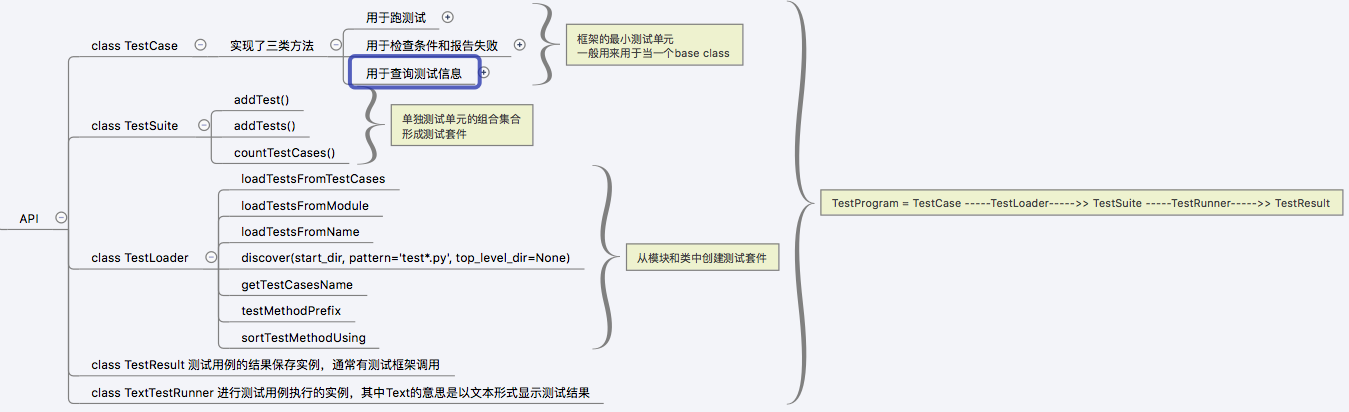 API
class TestCase
实现了三类方法
用于跑测试
用于检查条件和报告失败
用于查询测试信息
框架的最小测试单元
一般用来用于当一个base class
class TestSuite
addTest()
addTests()
countTestCases()
单独测试单元的组合集合
形成测试套件
class TestLoader
loadTestsFromTestCases
loadTestsFromModule
loadTestsFromName
discover(start_dir, pattern='test*.py', top_level_dir=None)
getTestCasesName
testMethodPrefix
sortTestMethodUsing
从模块和类中创建测试套件
class TestResult 测试用例的结果保存实例，通常有测试框架调用
class TextTestRunner 进行测试用例执行的实例，其中Text的意思是以文本形式显示测试结果
TestProgram = TestCase -----TestLoader----->> TestSuite -----TestRunner----->> TestResult